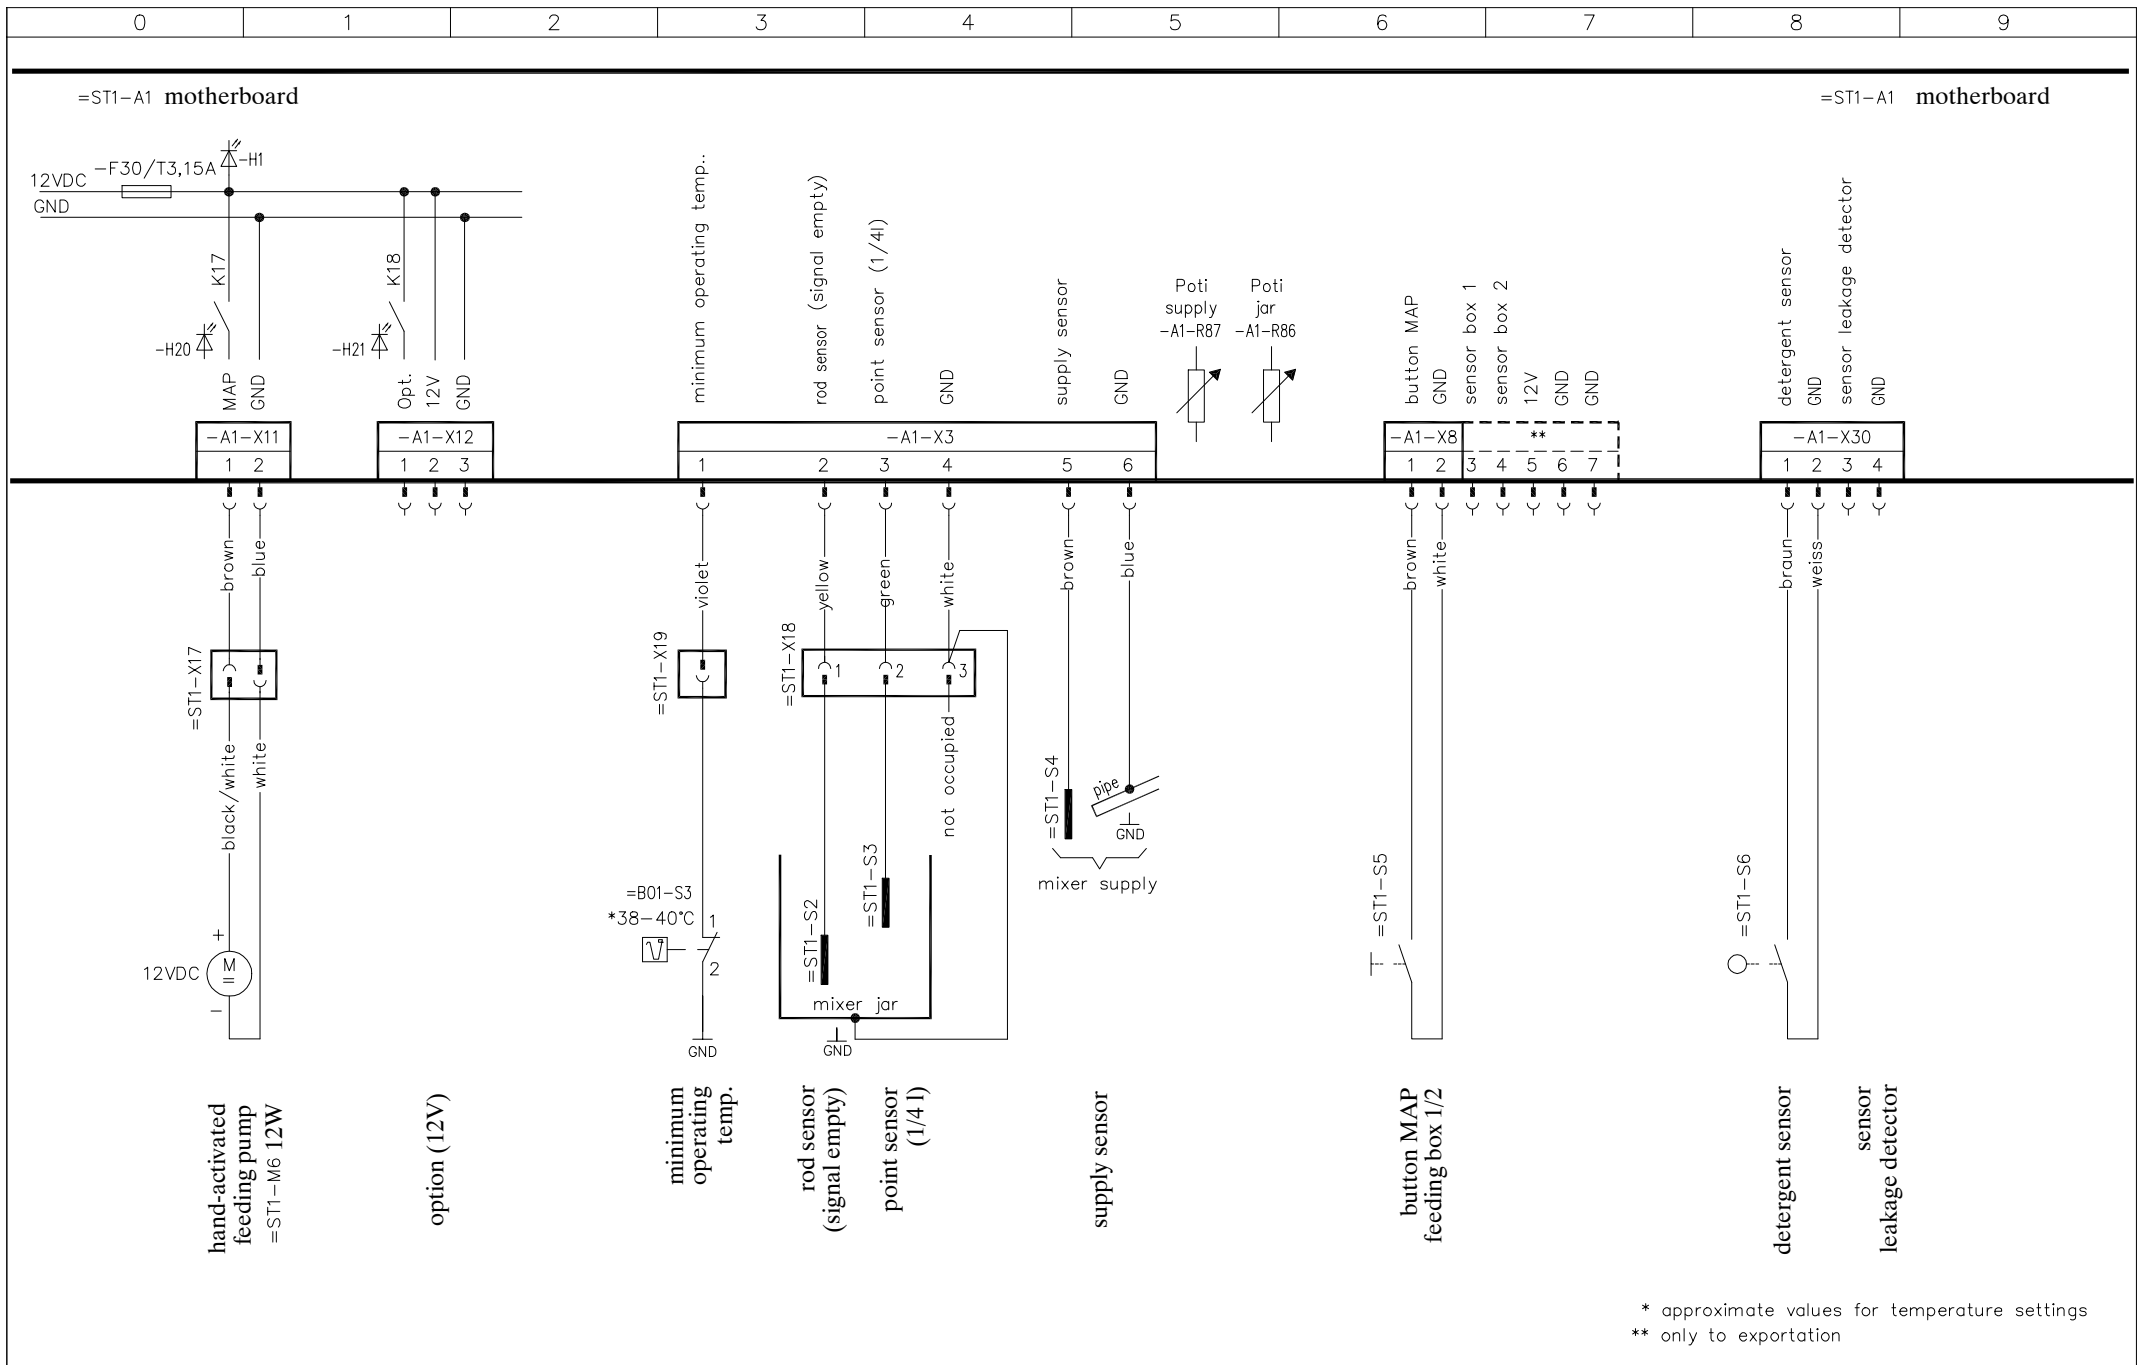 0 1 2 3 4 5 6 7 8 9
=ST1-A1 motherboard
=ST1-A1 motherboard
12VDC
-F30/T3,15A
-H1
GND
K17
-H20
MAP
GND
K18
-H21
Opt.
12V
GND
minimum operating temp..
rod sensor (signal empty)
point sensor (1/4l)
GND
supply sensor
GND
Poti
supply
-A1-R87
Poti
jar
-A1-R86
button MAP
GND
sensor box 1
sensor box 2
12V
GND
GND
detergent sensor
GND
sensor leakage detector
GND
-A1-X11
1 2
-A1-X12
1 2 3
-A1-X3
1 2 3 4 5 6
-A1-X8
**
1 2 3 4 5 6 7
-A1-X30
1 2 3 4
brown
blue
violet
yellow
green
white
brown
blue
brown
white
braun
weiss
=ST1-X17
=ST1-X19
=ST1-X18
1 2 3
black/white
white
not occupied
=ST1-S4
pipe
GND
mixer supply
=B01-S3
*38-40°C
1
2
GND
=ST1-S2
=ST1-S3
mixer jar
GND
=ST1-S5
=ST1-S6
+
12VDC
M
=
-
hand-activated
feeding pump
=ST1-M6 12W
option (12V)
minimum
operating
temp.
rod sensor
(signal empty)
point sensor
(1/4 l)
supply sensor
button MAP
feeding box 1/2
detergent sensor
sensor
leakage detector
* approximate values for temperature settings
** only to exportation